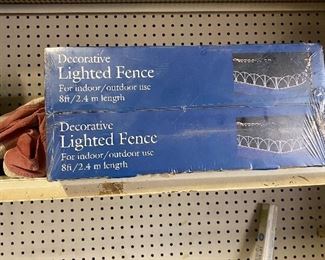 Decorative
Lighted Fence
For indoor/outdoor use
8ft/2.4 m length
Decorative
Lighted Fence
For indoor/outdoor use
8ft/2.4 m length